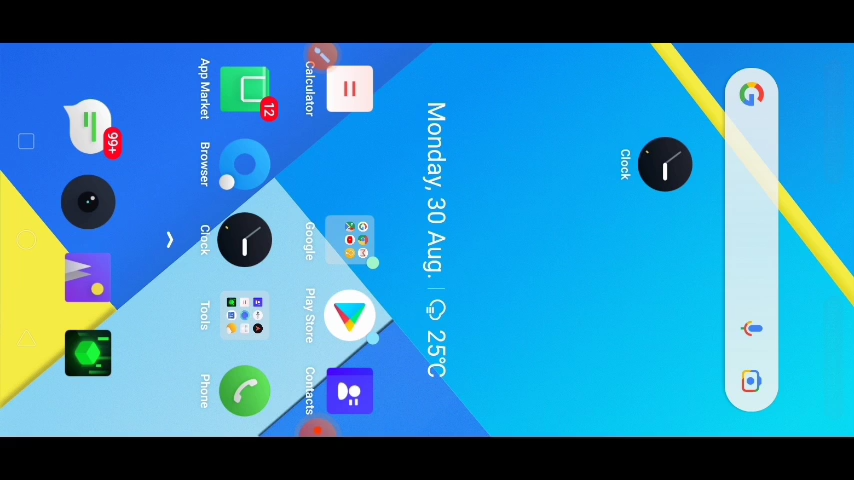 Clock
Monday, 30 Aug. 25°C
Calculator
Google
Play Store
Contacts
App Market
12
Browser
Clock
Tools
Phone
99+